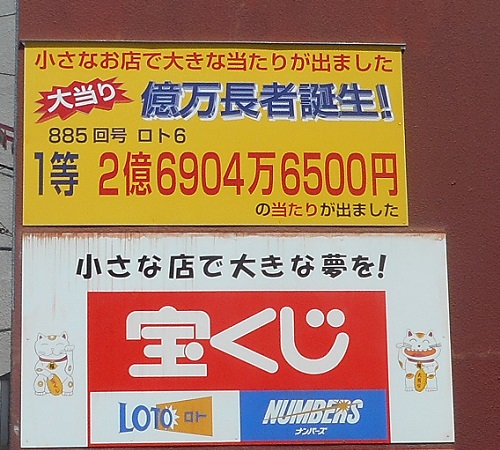 小さなお店で大きな当たりが出ました
大当り 億万長者誕生!
885回号 ロト6
1等 2億6904万6500円
の当たりが出ました
小さな店で大きな夢を!
宝くじ
LOTO ロト
NUMBERS
ナンバーズ